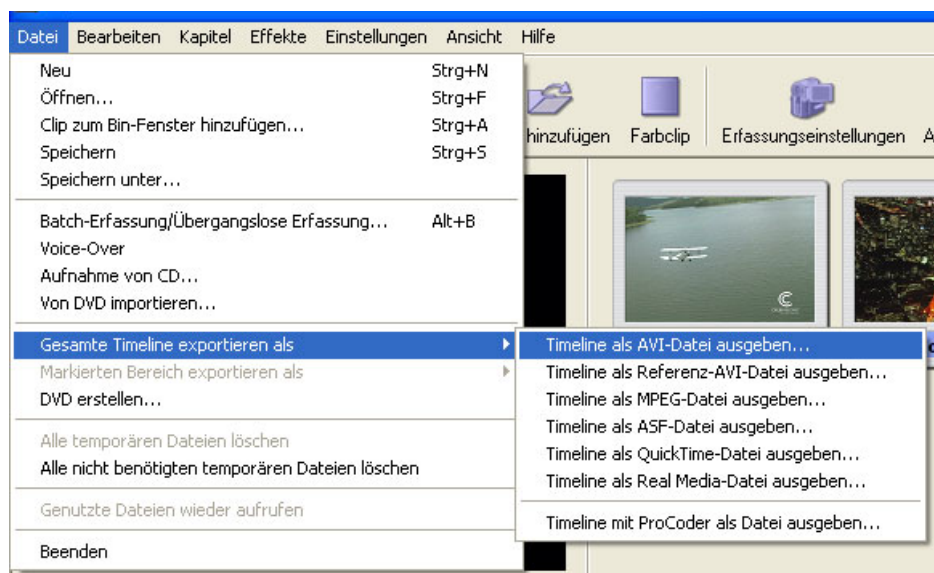 Datei Bearbeiten Kapitel Effekte Einstellungen Ansicht Hilfe
Neu Strg+N
Öffnen... Strg+F
Clip zum Bin-Fenster hinzufügen... Strg+A
Speichern Strg+S
Speichern unter...
hinzufügen Farbclip Erfassungseinstellungen A
Batch-Erfassung/Übergangslose Erfassung... Alt+B
Voice-Over
Aufnahme von CD...
Von DVD importieren...
Gesamte Timeline exportieren als
Markierten Bereich exportieren als
DVD erstellen...
Alle temporären Dateien löschen
Alle nicht benötigten temporären Dateien löschen
Genutzte Dateien wieder aufrufen
Beenden
Timeline als AVI-Datei ausgeben...
Timeline als Referenz-AVI-Datei ausgeben...
Timeline als MPEG-Datei ausgeben...
Timeline als ASF-Datei ausgeben...
Timeline als QuickTime-Datei ausgeben...
Timeline als Real Media-Datei ausgeben...
Timeline mit ProCoder als Datei ausgeben...